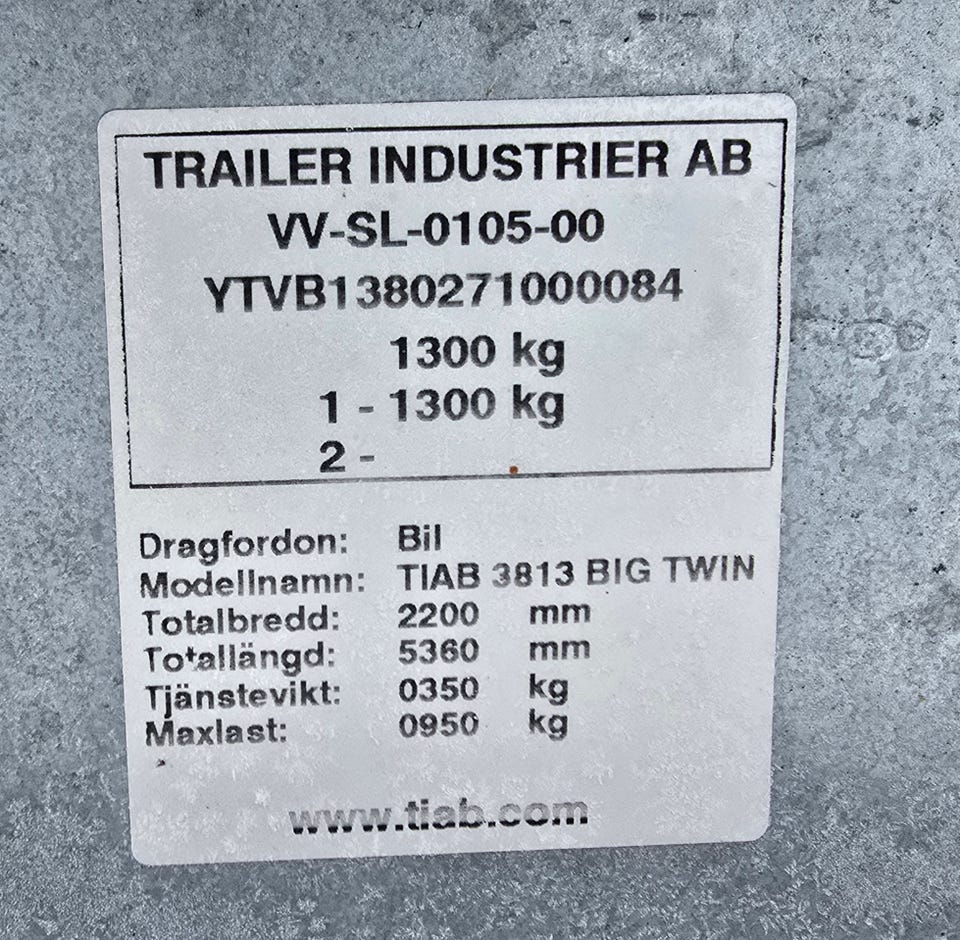 TRAILER INDUSTRIER AB
VV-SL-0105-00
YTVB1380271000084
1300 kg
1 - 1300 kg
2 -
Dragfordon: Bil
Modellnamn: TIAB 3813 BIG TWIN
Totalbredd: 2200 mm
Totallängd: 5360 mm
Tjänstevikt: 0350 kg
Maxlast: 0950 kg
www.tiab.com